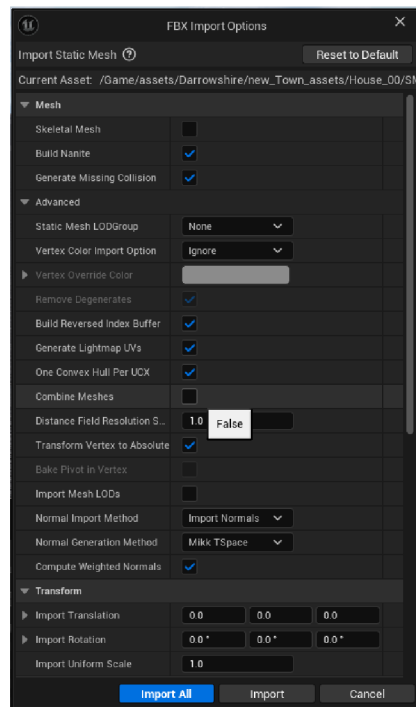 FBX Import Options
Import Static Mesh
Reset to Default
Current Asset: /Game/assets/Darrowshire/new_Town_assets/House_00/SM
Mesh
Skeletal Mesh
Build Nanite
Generate Missing Collision
Advanced
Static Mesh LODGroup None
Vertex Color Import Option Ignore
Vertex Override Color
Remove Degenerates
Build Reversed Index Buffer
Generate Lightmap UVs
One Convex Hull Per UCX
Combine Meshes
Distance Field Resolution S... 1.0
False
Transform Vertex to Absolute
Bake Pivot in Vertex
Import Mesh LODs
Normal Import Method Import Normals
Normal Generation Method Mikk TSpace
Compute Weighted Normals
Transform
Import Translation 0.0 0.0 0.0
Import Rotation 0.0 ° 0.0 ° 0.0 °
Import Uniform Scale 1.0
Import All Import Cancel